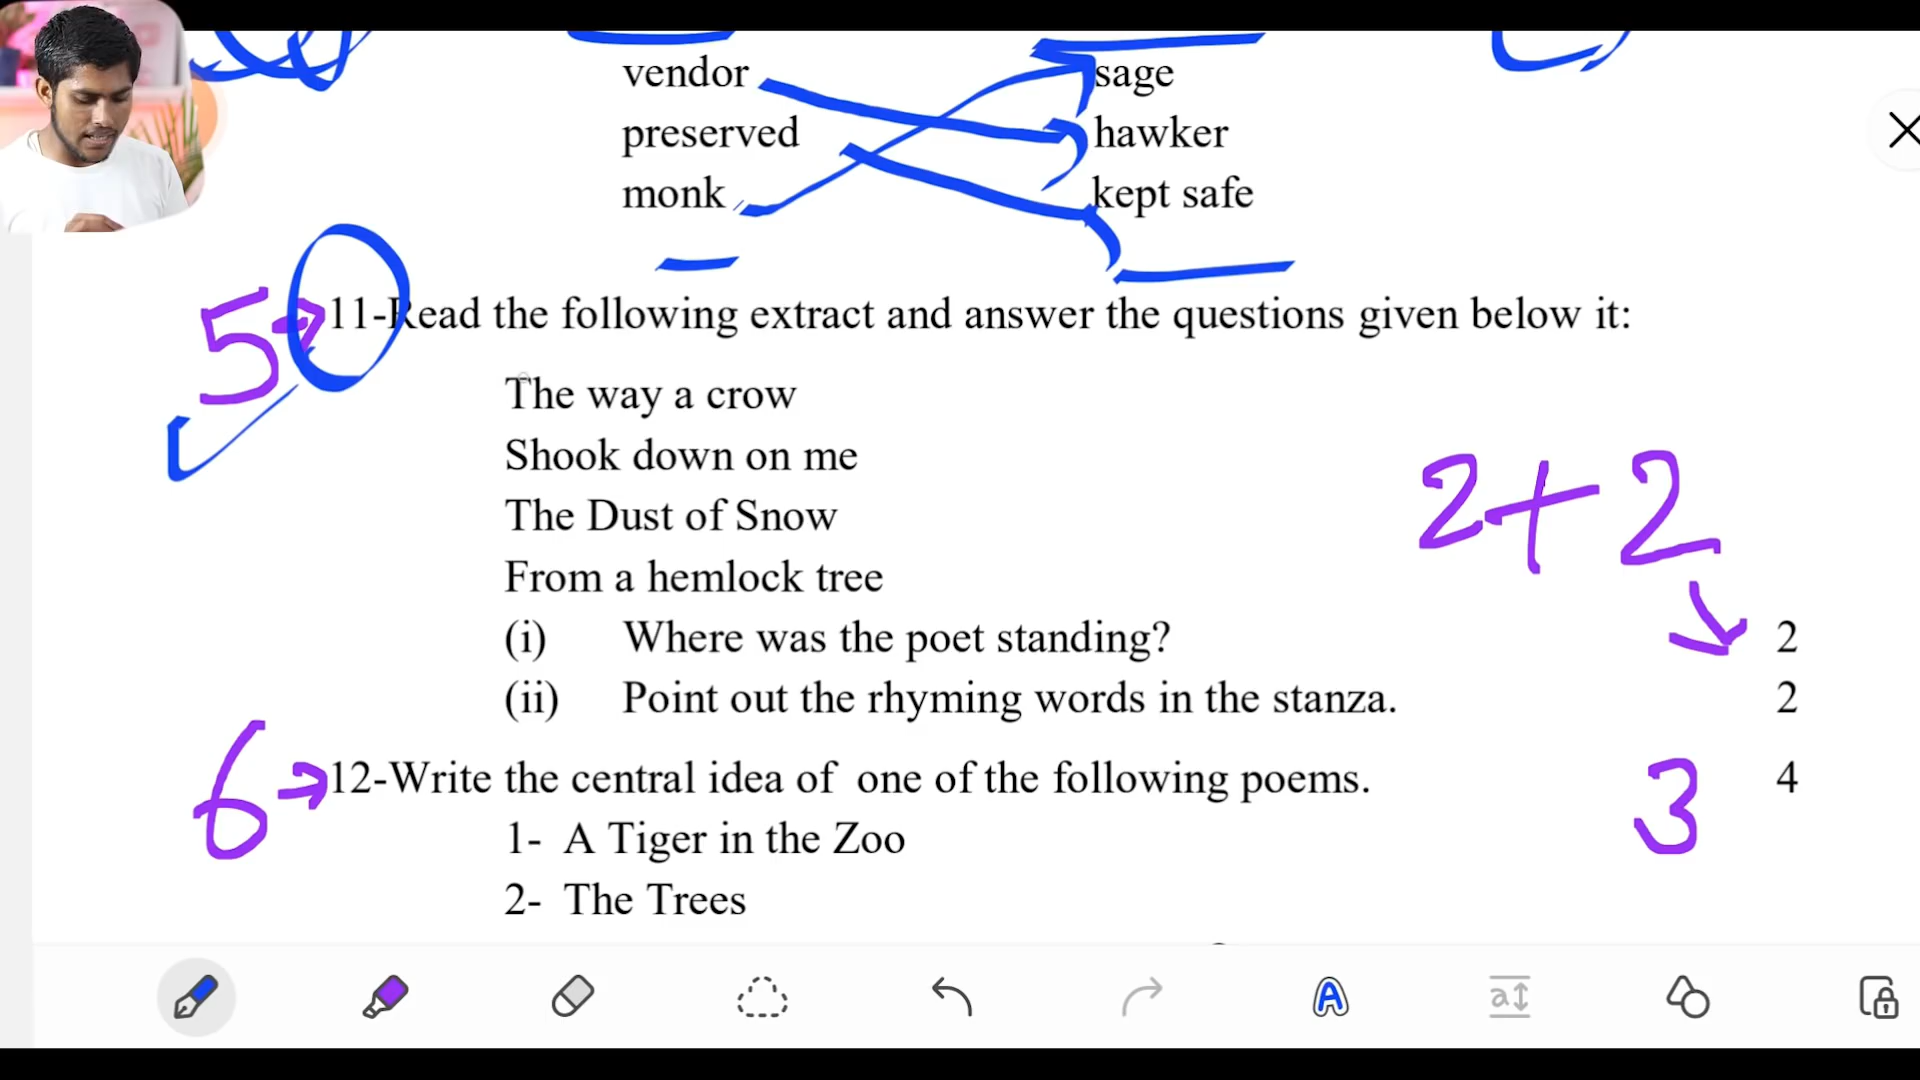 vendor sage
preserved hawker
monk kept safe
5→ 11-Read the following extract and answer the questions given below it:
The way a crow
Shook down on me
The Dust of Snow
From a hemlock tree
2+2
(i) Where was the poet standing? 2
(ii) Point out the rhyming words in the stanza. 2
6→ 12-Write the central idea of one of the following poems. 3 4
1- A Tiger in the Zoo
2- The Trees